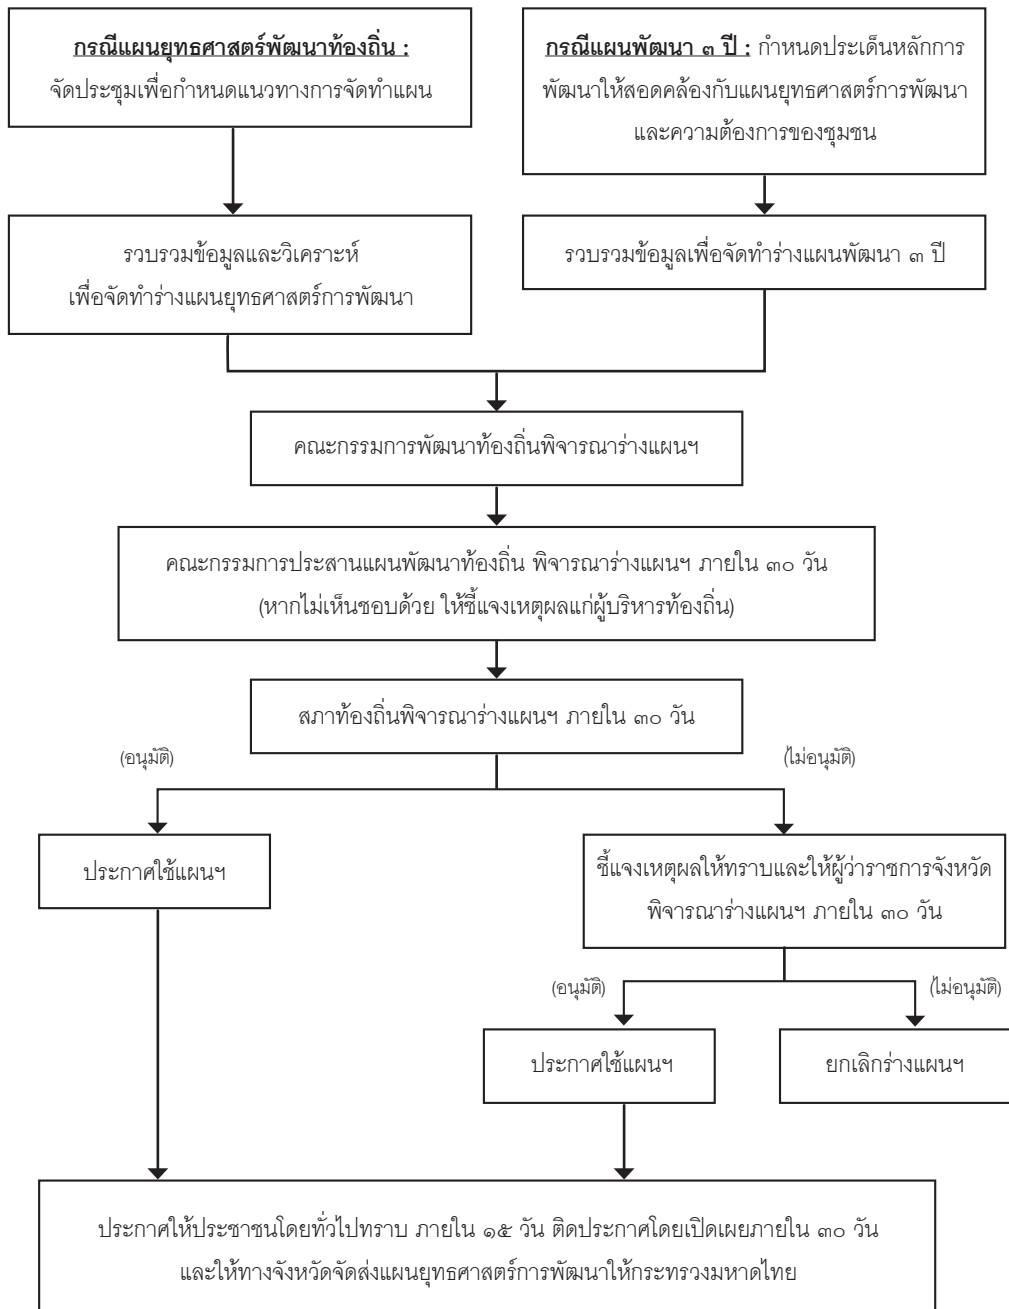 กรณีแผนยุทธศาสตร์พัฒนาท้องถิ่น :
จัดประชุมเพื่อกำหนดแนวทางการจัดทำแผน
กรณีแผนพัฒนา ๓ ปี : กำหนดประเด็นหลักการ
พัฒนาให้สอดคล้องกับแผนยุทธศาสตร์การพัฒนา
และความต้องการของชุมชน
รวบรวมข้อมูลและวิเคราะห์
เพื่อจัดทำร่างแผนยุทธศาสตร์การพัฒนา
รวบรวมข้อมูลเพื่อจัดทำร่างแผนพัฒนา ๓ ปี
คณะกรรมการพัฒนาท้องถิ่นพิจารณาร่างแผนฯ
คณะกรรมการประสานแผนพัฒนาท้องถิ่น พิจารณาร่างแผนฯ ภายใน ๓๐ วัน
(หากไม่เห็นชอบด้วย ให้ชี้แจงเหตุผลแก่ผู้บริหารท้องถิ่น)
สภาท้องถิ่นพิจารณาร่างแผนฯ ภายใน ๓๐ วัน
(อนุมัติ)
(ไม่อนุมัติ)
ประกาศใช้แผนฯ
ชี้แจงเหตุผลให้ทราบและให้ผู้ว่าราชการจังหวัด
พิจารณาร่างแผนฯ ภายใน ๓๐ วัน
(อนุมัติ)
(ไม่อนุมัติ)
ประกาศใช้แผนฯ
ยกเลิกร่างแผนฯ
ประกาศให้ประชาชนโดยทั่วไปทราบ ภายใน ๑๕ วัน ติดประกาศโดยเปิดเผยภายใน ๓๐ วัน
และให้ทางจังหวัดจัดส่งแผนยุทธศาสตร์การพัฒนาให้กระทรวงมหาดไทย